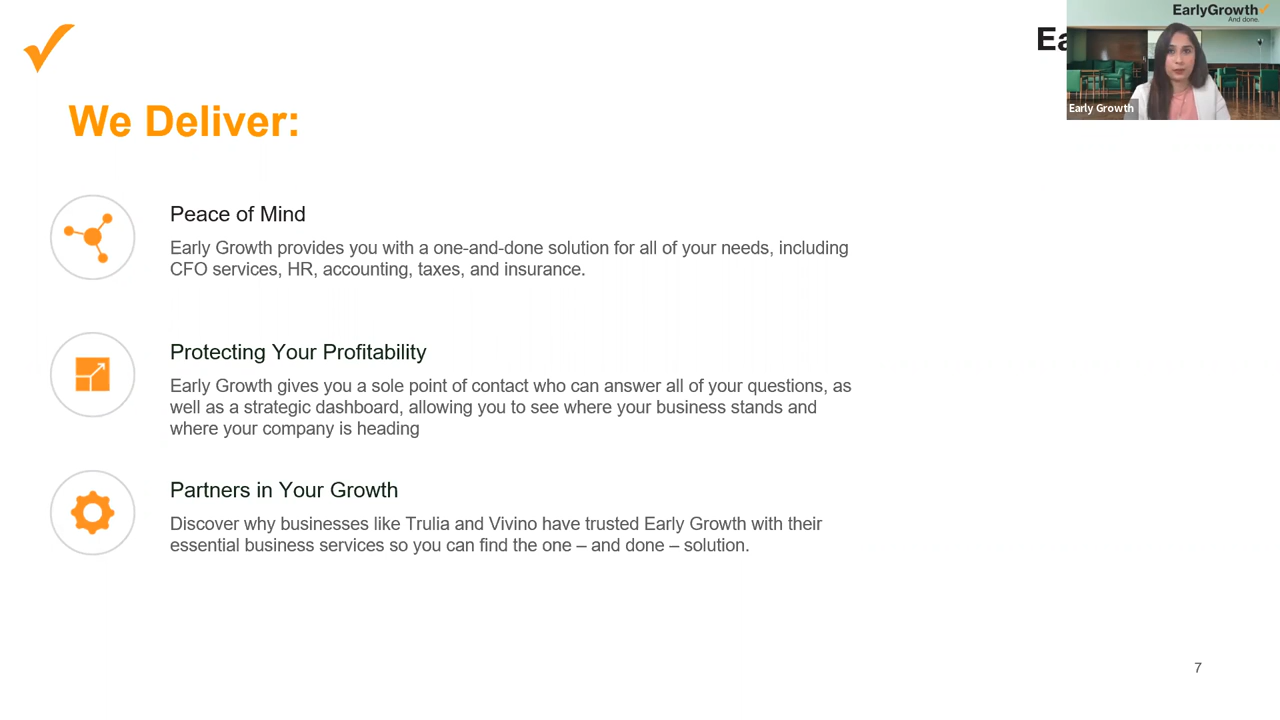 Ea
EarlyGrowth
And done.
Early Growth
We Deliver:
Peace of Mind
Early Growth provides you with a one-and-done solution for all of your needs, including
CFO services, HR, accounting, taxes, and insurance.
Protecting Your Profitability
Early Growth gives you a sole point of contact who can answer all of your questions, as
well as a strategic dashboard, allowing you to see where your business stands and
where your company is heading
Partners in Your Growth
Discover why businesses like Trulia and Vivino have trusted Early Growth with their
essential business services so you can find the one – and done – solution.
7